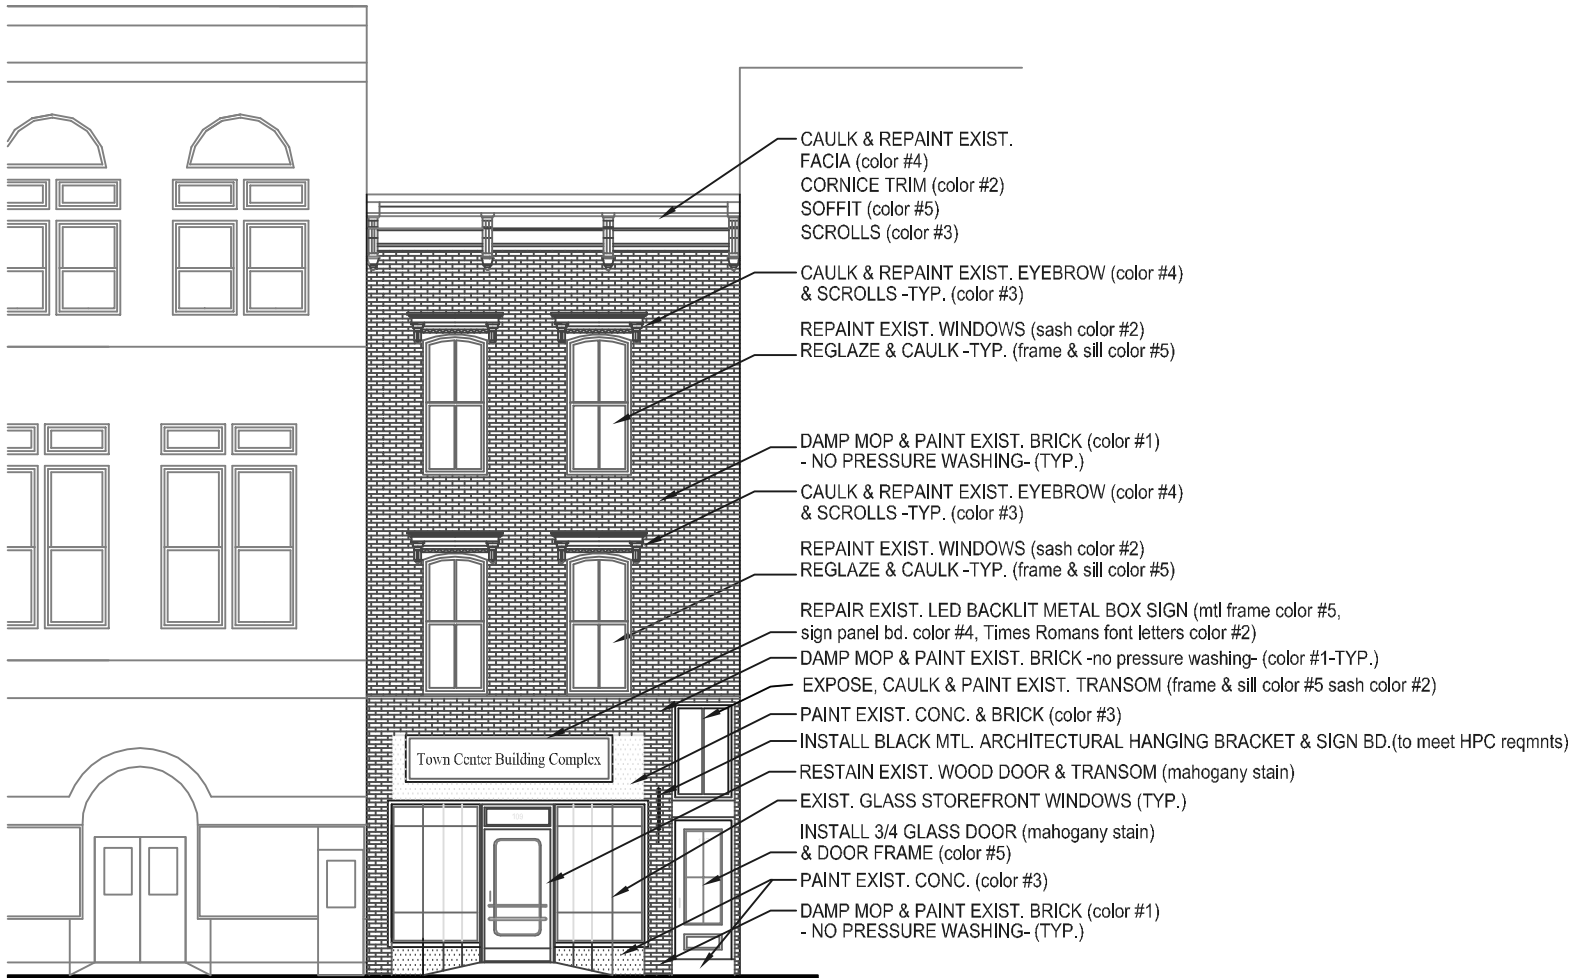 CAULK & REPAINT EXIST.
FACIA (color #4)
CORNICE TRIM (color #2)
SOFFIT (color #5)
SCROLLS (color #3)
CAULK & REPAINT EXIST. EYEBROW (color #4)
& SCROLLS -TYP. (color #3)
REPAINT EXIST. WINDOWS (sash color #2)
REGLAZE & CAULK -TYP. (frame & sill color #5)
DAMP MOP & PAINT EXIST. BRICK (color #1)
- NO PRESSURE WASHING- (TYP.)
CAULK & REPAINT EXIST. EYEBROW (color #4)
& SCROLLS -TYP. (color #3)
REPAINT EXIST. WINDOWS (sash color #2)
REGLAZE & CAULK -TYP. (frame & sill color #5)
REPAIR EXIST. LED BACKLIT METAL BOX SIGN (mtl frame color #5,
sign panel bd. color #4, Times Romans font letters color #2)
DAMP MOP & PAINT EXIST. BRICK -no pressure washing- (color #1-TYP.)
EXPOSE, CAULK & PAINT EXIST. TRANSOM (frame & sill color #5 sash color #2)
PAINT EXIST. CONC. & BRICK (color #3)
INSTALL BLACK MTL. ARCHITECTURAL HANGING BRACKET & SIGN BD.(to meet HPC reqmnts)
Town Center Building Complex
RESTAIN EXIST. WOOD DOOR & TRANSOM (mahogany stain)
EXIST. GLASS STOREFRONT WINDOWS (TYP.)
INSTALL 3/4 GLASS DOOR (mahogany stain)
& DOOR FRAME (color #5)
PAINT EXIST. CONC. (color #3)
DAMP MOP & PAINT EXIST. BRICK (color #1)
- NO PRESSURE WASHING- (TYP.)